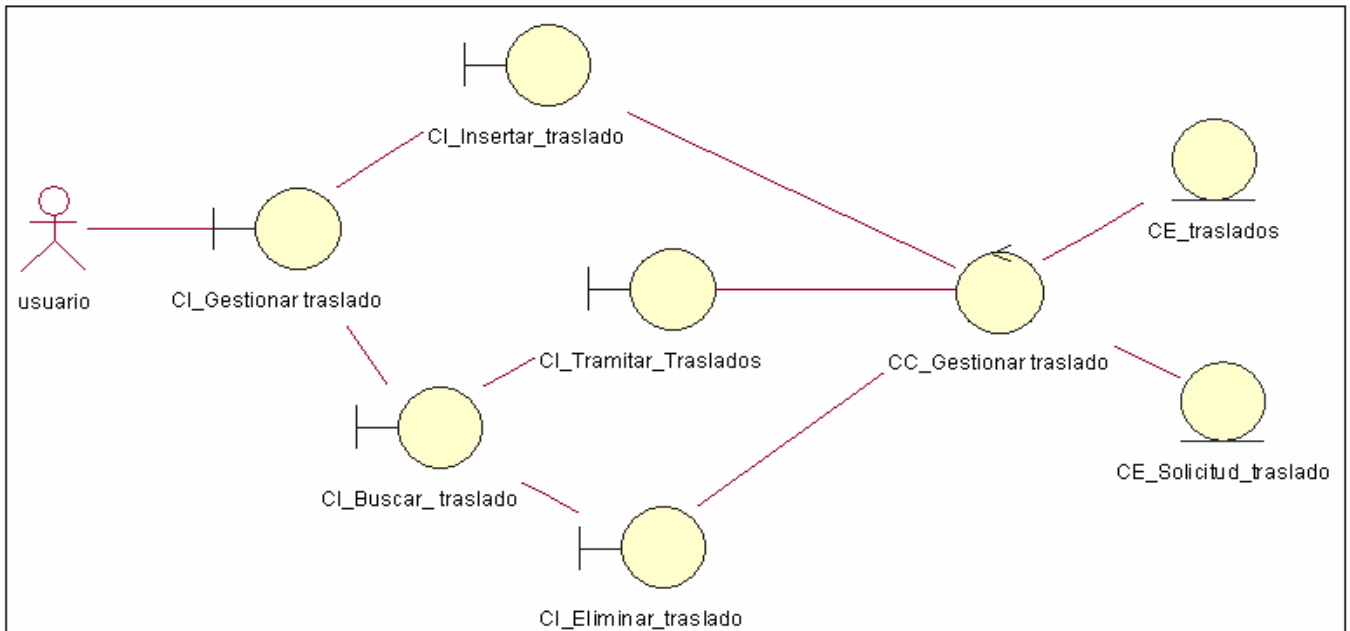 CI_Insertar_traslado
CE_traslados
usuario
CI_Gestionar traslado
CI_Tramitar_Traslados
CC_Gestionar traslado
CI_Buscar_ traslado
CE_Solicitud_traslado
CI_Eliminar_traslado